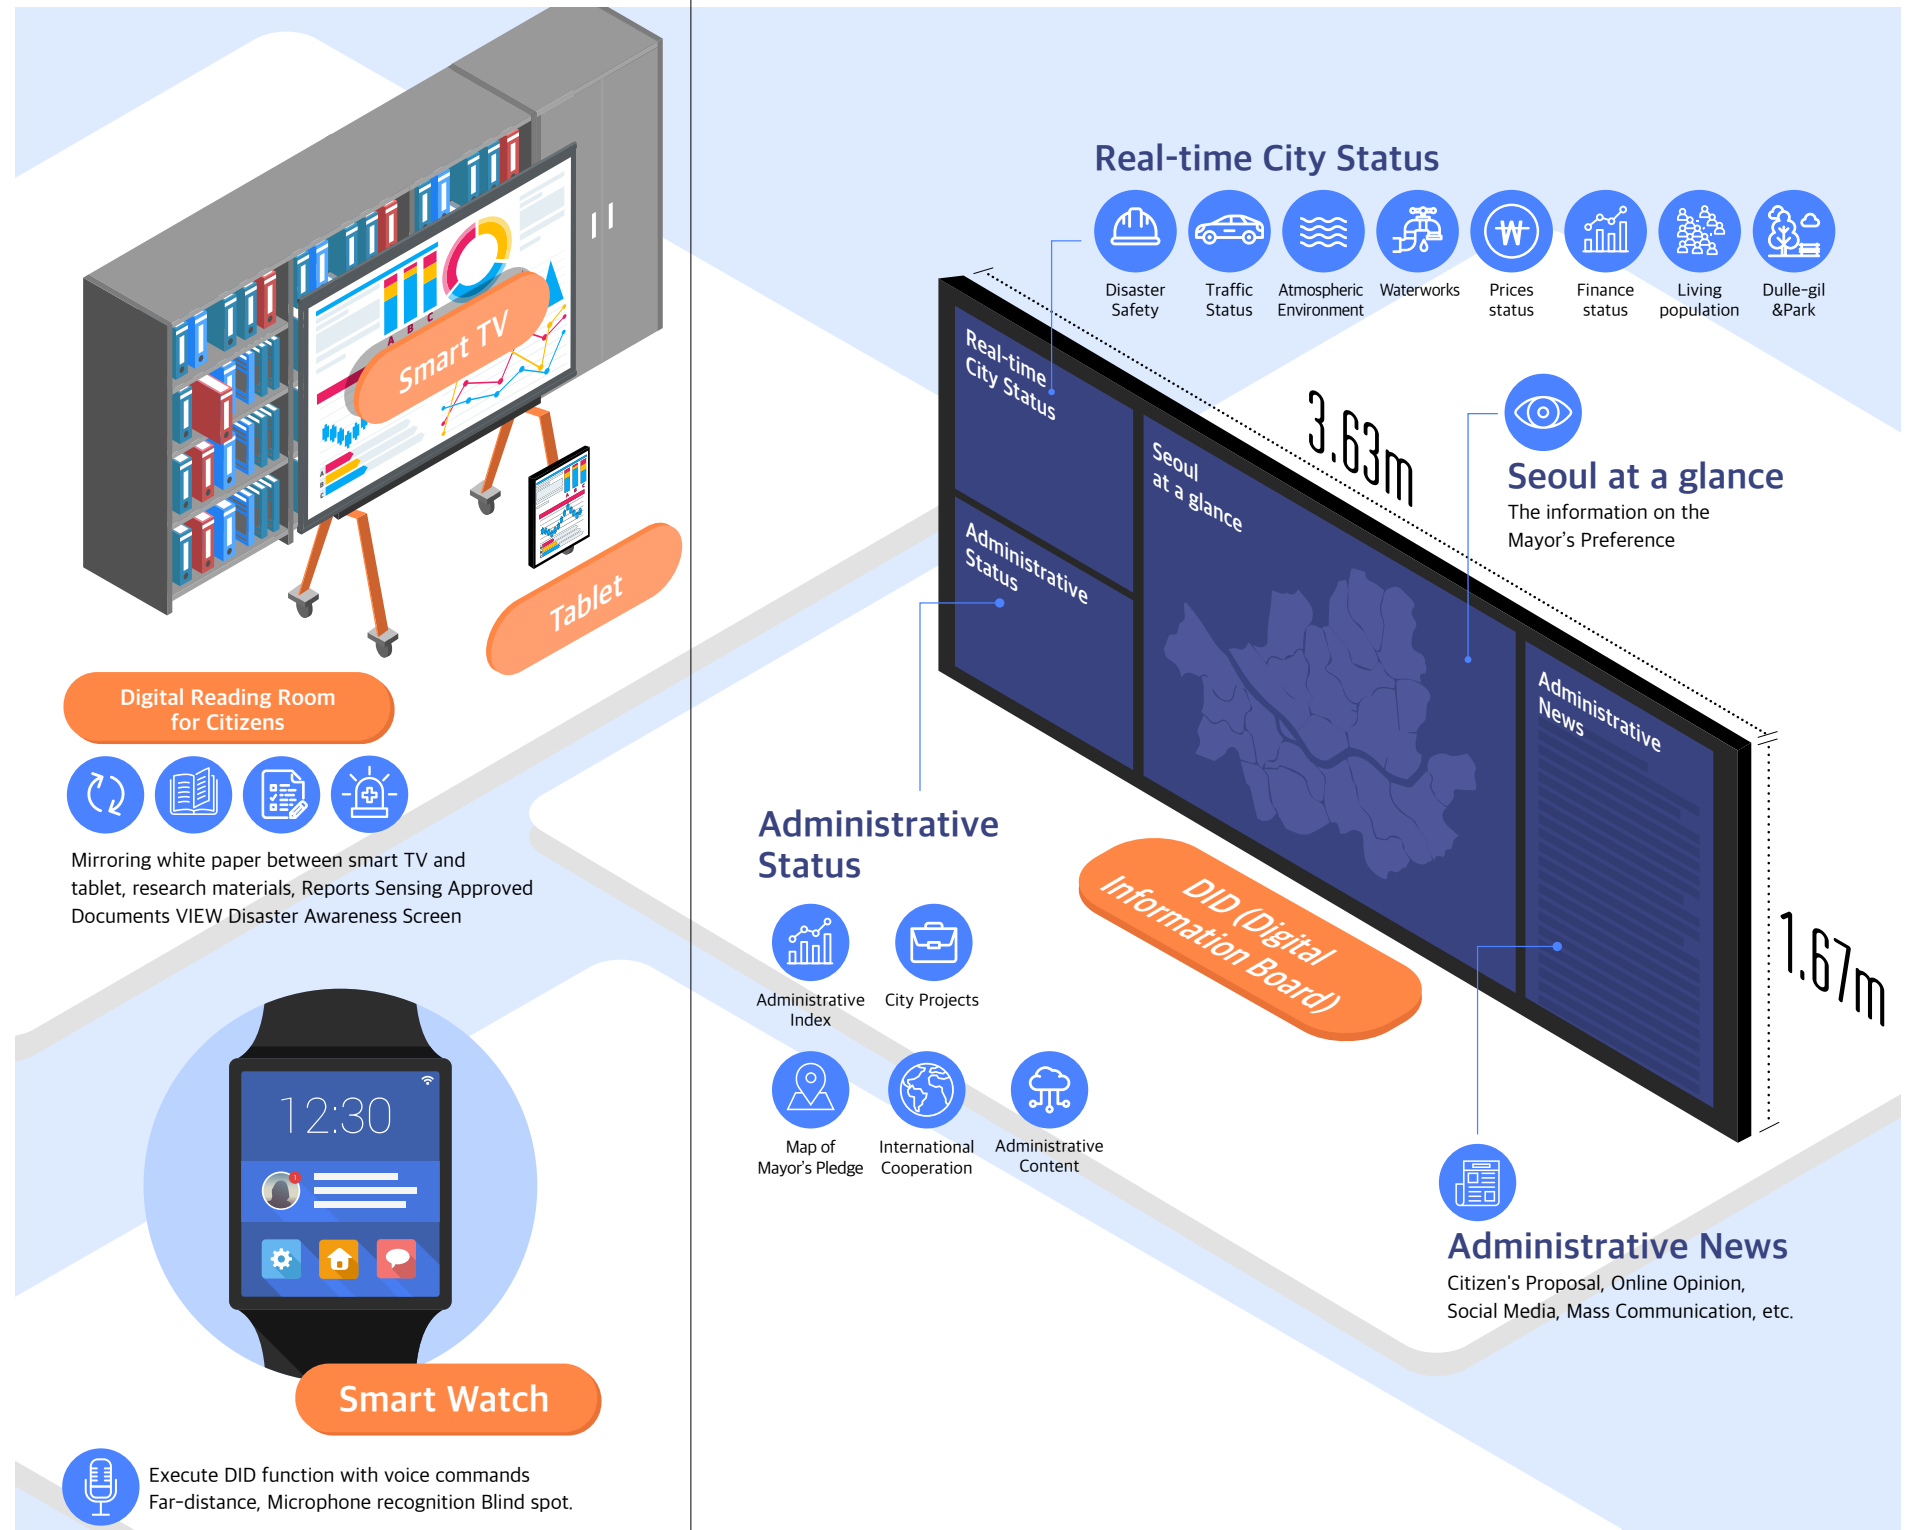 Smart TV
A
B
C
A
B
C
A
B
C
Tablet
Digital Reading Room
for Citizens
Mirroring white paper between smart TV and
tablet, research materials, Reports Sensing Approved
Documents VIEW Disaster Awareness Screen
12:30
1
Smart Watch
Execute DID function with voice commands
Far-distance, Microphone recognition Blind spot.
Real-time City Status
Disaster
Safety
Traffic
Status
Atmospheric
Environment
Waterworks
Prices
status
Finance
status
Living
population
Dulle-gil
&Park
Real-time
City Status
Administrative
Status
Seoul
at a glance
Administrative
News
3.63m
1.67m
Seoul at a glance
The information on the
Mayor's Preference
DID (Digital
Information Board)
Administrative
Status
Administrative
Index
City Projects
Map of
Mayor's Pledge
International
Cooperation
Administrative
Content
Administrative News
Citizen's Proposal, Online Opinion,
Social Media, Mass Communication, etc.